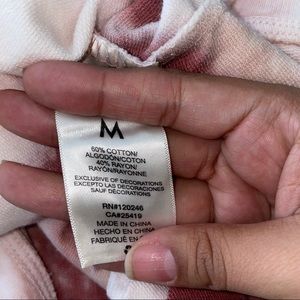 M
60% COTTON/
ALGODÓN/COTON
40% RAYON/
RAYÓN/RAYONNE
EXCLUSIVE OF DECORATIONS
EXCEPTO LAS DECORACIONES
SAUF DÉCORATIONS
RN#120246
CA#25419
MADE IN CHINA
HECHO EN CHINA
FABRIQUÉ EN